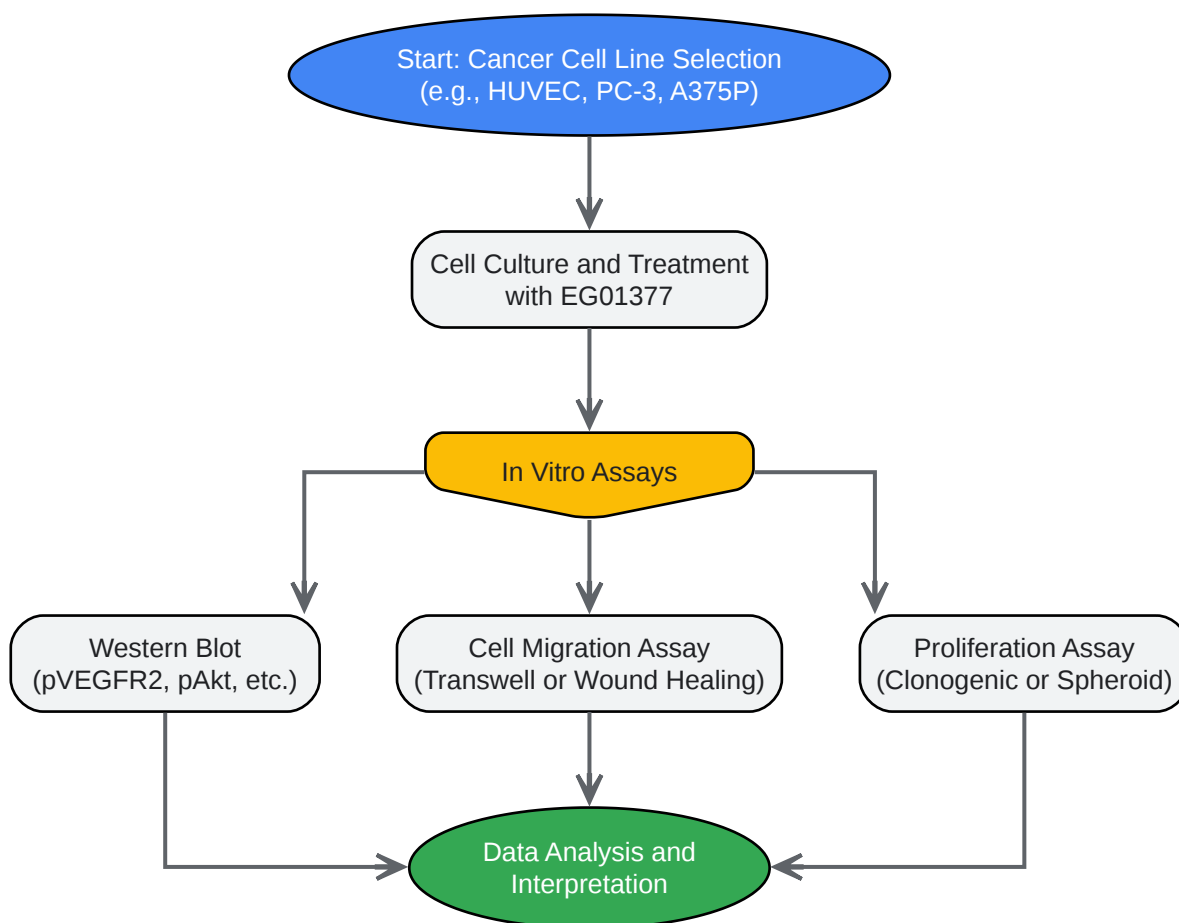 Start: Cancer Cell Line Selection
(e.g., HUVEC, PC-3, A375P)
Cell Culture and Treatment
with EG01377
In Vitro Assays
Western Blot
(pVEGFR2, pAkt, etc.)
Cell Migration Assay
(Transwell or Wound Healing)
Proliferation Assay
(Clonogenic or Spheroid)
Data Analysis and
Interpretation